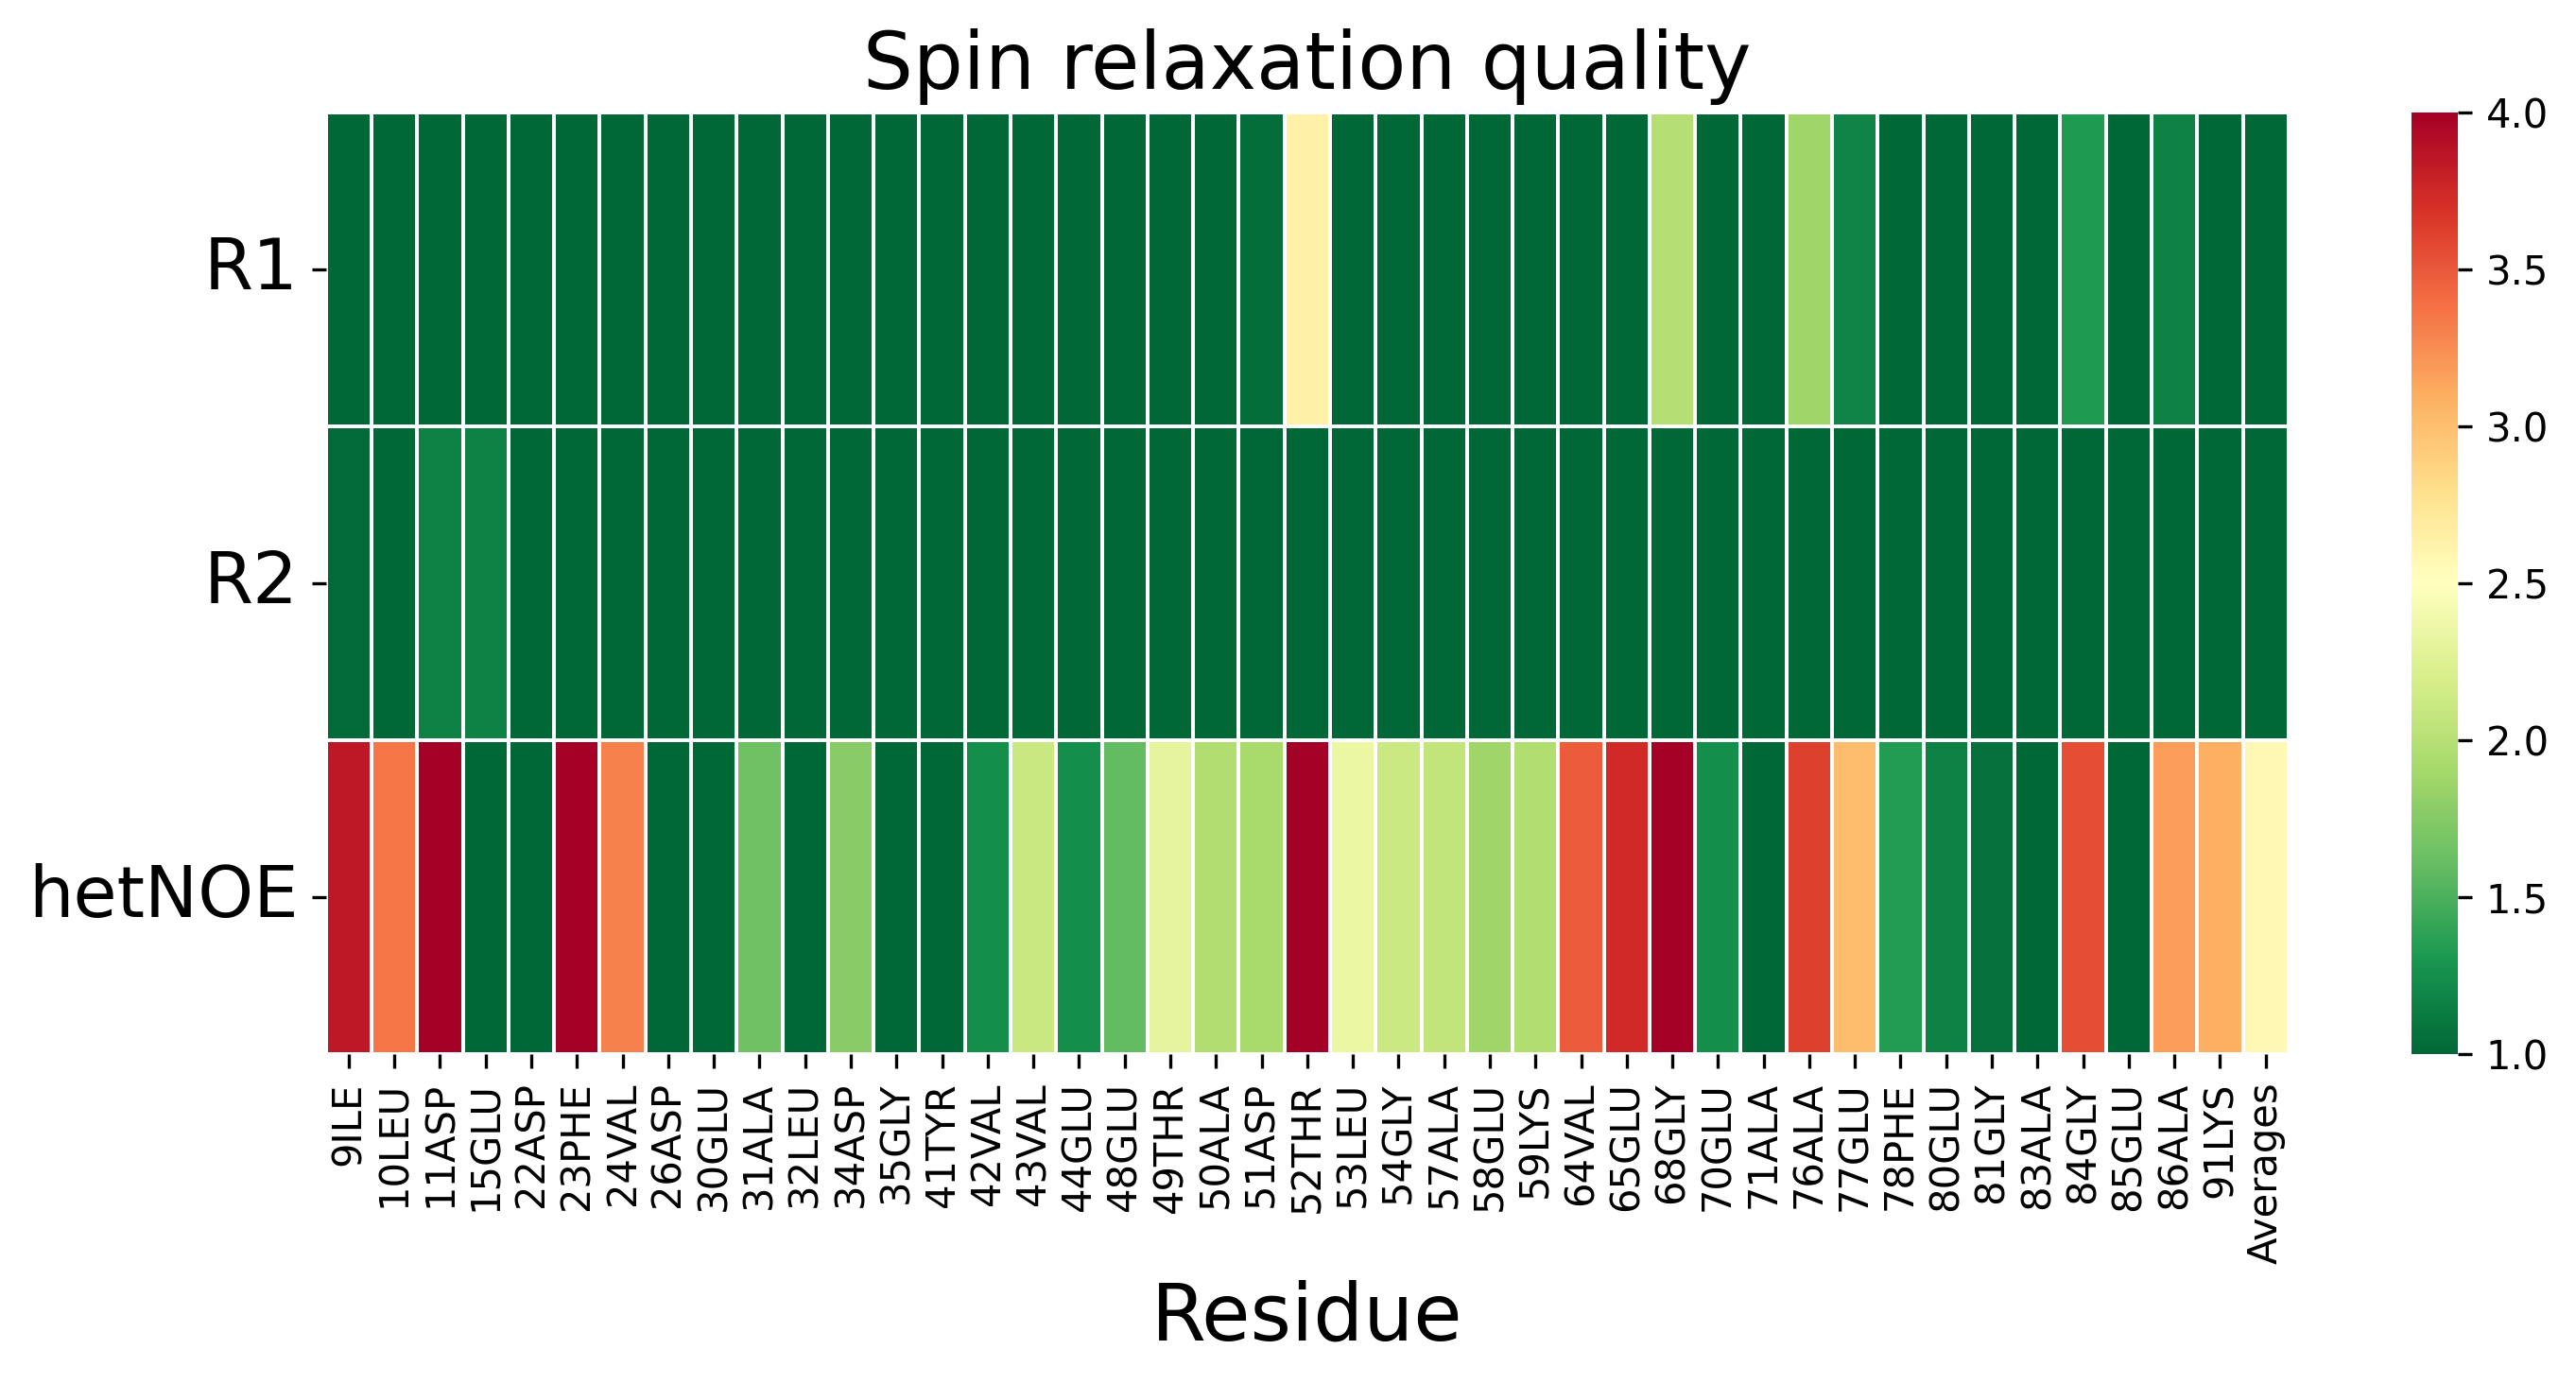 Spin relaxation quality
R1
R2
hetNOE
9ILE
10LEU
11ASP
15GLU
22ASP
23PHE
24VAL
26ASP
30GLU
31ALA
32LEU
34ASP
35GLY
41TYR
42VAL
43VAL
44GLU
48GLU
49THR
50ALA
51ASP
52THR
53LEU
54GLY
57ALA
58GLU
59LYS
64VAL
65GLU
68GLY
70GLU
71ALA
76ALA
77GLU
78PHE
80GLU
81GLY
83ALA
84GLY
85GLU
86ALA
91LYS
Averages
Residue
4.0
3.5
3.0
2.5
2.0
1.5
1.0